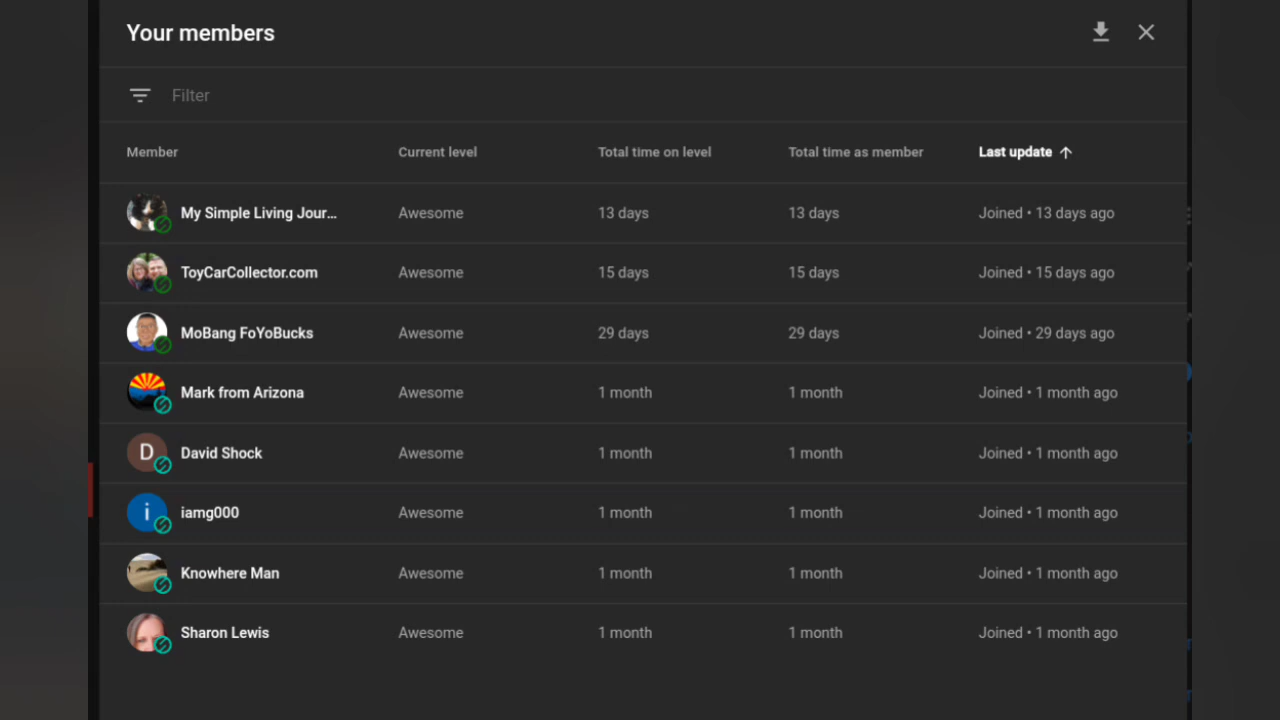 Your members
Filter
Member Current level Total time on level Total time as member Last update
My Simple Living Jour... Awesome 13 days 13 days Joined • 13 days ago
ToyCarCollector.com Awesome 15 days 15 days Joined • 15 days ago
MoBang FoYoBucks Awesome 29 days 29 days Joined • 29 days ago
Mark from Arizona Awesome 1 month 1 month Joined • 1 month ago
D David Shock Awesome 1 month 1 month Joined • 1 month ago
i iamg000 Awesome 1 month 1 month Joined • 1 month ago
Knowhere Man Awesome 1 month 1 month Joined • 1 month ago
Sharon Lewis Awesome 1 month 1 month Joined • 1 month ago